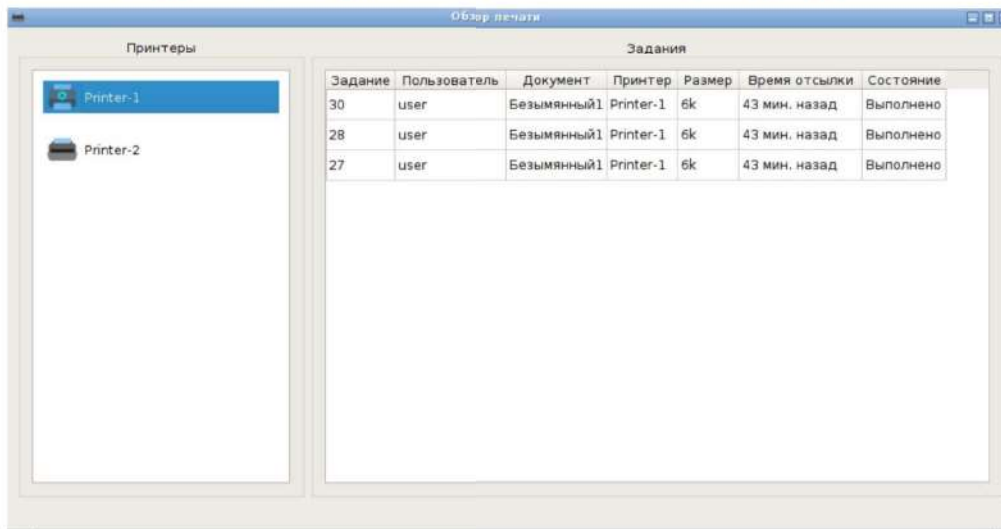 Обзор печати
Принтеры
Задания
Printer-1
Printer-2
Задание Пользователь Документ Принтер Размер Время отсылки Состояние
30 user Безымянный1 Printer-1 6k 43 мин. назад Выполнено
28 user Безымянный1 Printer-1 6k 43 мин. назад Выполнено
27 user Безымянный1 Printer-1 6k 43 мин. назад Выполнено